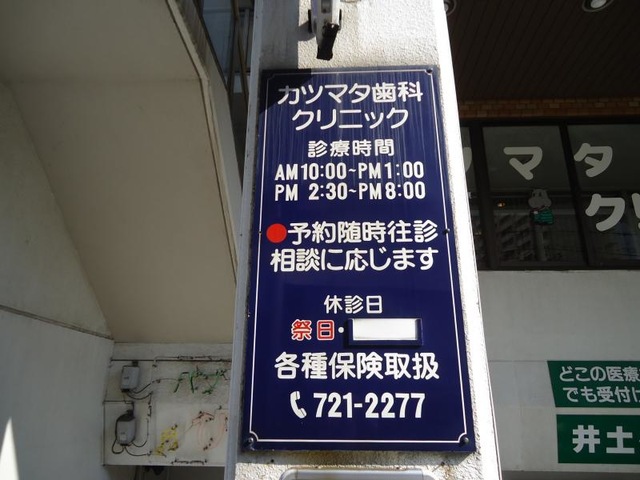 カツマタ歯科
クリニック
診療時間
AM10:00~PM1:00
PM 2:30~PM8:00
●予約随時往診
相談に応じます
休診日
祭日・
各種保険取扱
721-2277
マタ
ク
どこの医療
でも受付け
井土